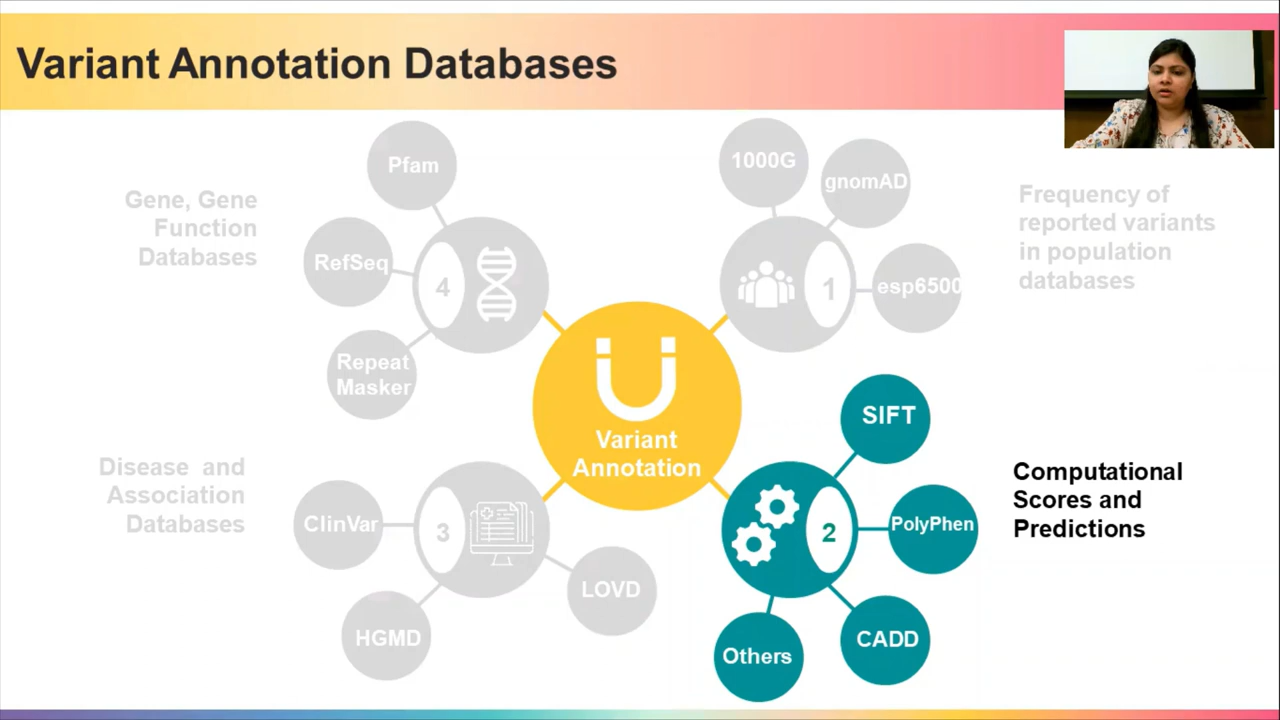 Variant Annotation Databases
Gene, Gene
Function
Databases
Pfam
RefSeq
Repeat
Masker
4
1000G
gnomAD
esp6500
1
Frequency of
reported variants
in population
databases
Variant
Annotation
Disease and
Association
Databases
ClinVar
HGMD
LOVD
3
2
SIFT
PolyPhen
CADD
Others
Computational
Scores and
Predictions